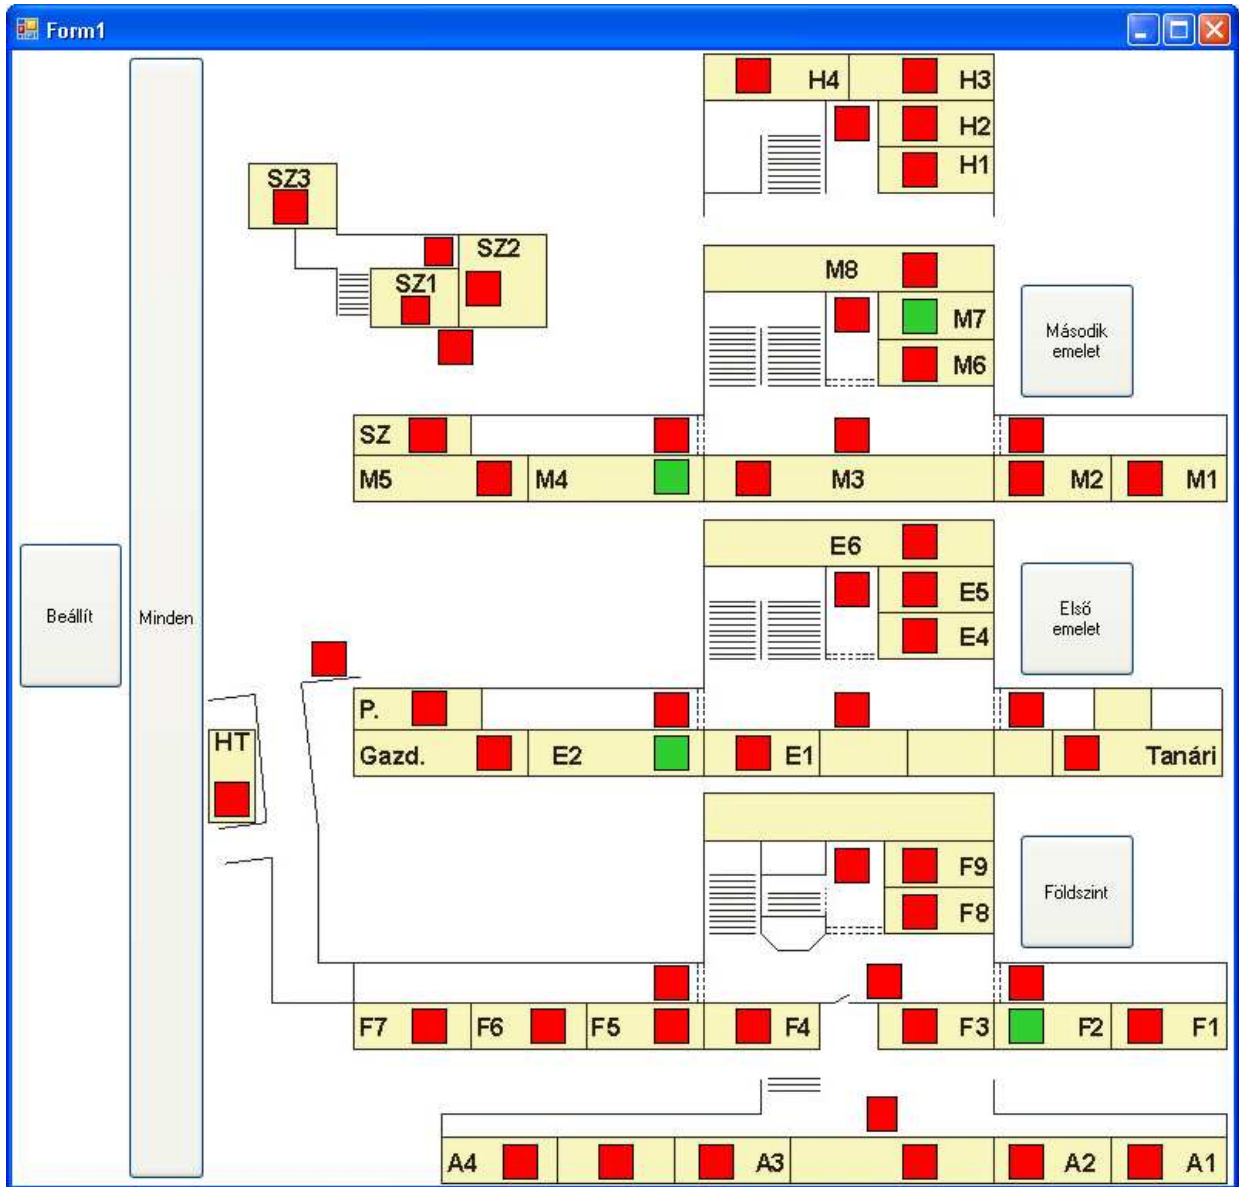 Form1
H4 H3
H2
H1
SZ3
SZ2
SZ1
M8
M7
M6
Második
emelet
SZ
M5 M4 M3 M2 M1
E6
E5
E4
Első
emelet
Beállít
Minden
P.
Gazd. E2 E1 Tanári
HT
F9
F8
Földszint
F7 F6 F5 F4 F3 F2 F1
A4 A3 A2 A1